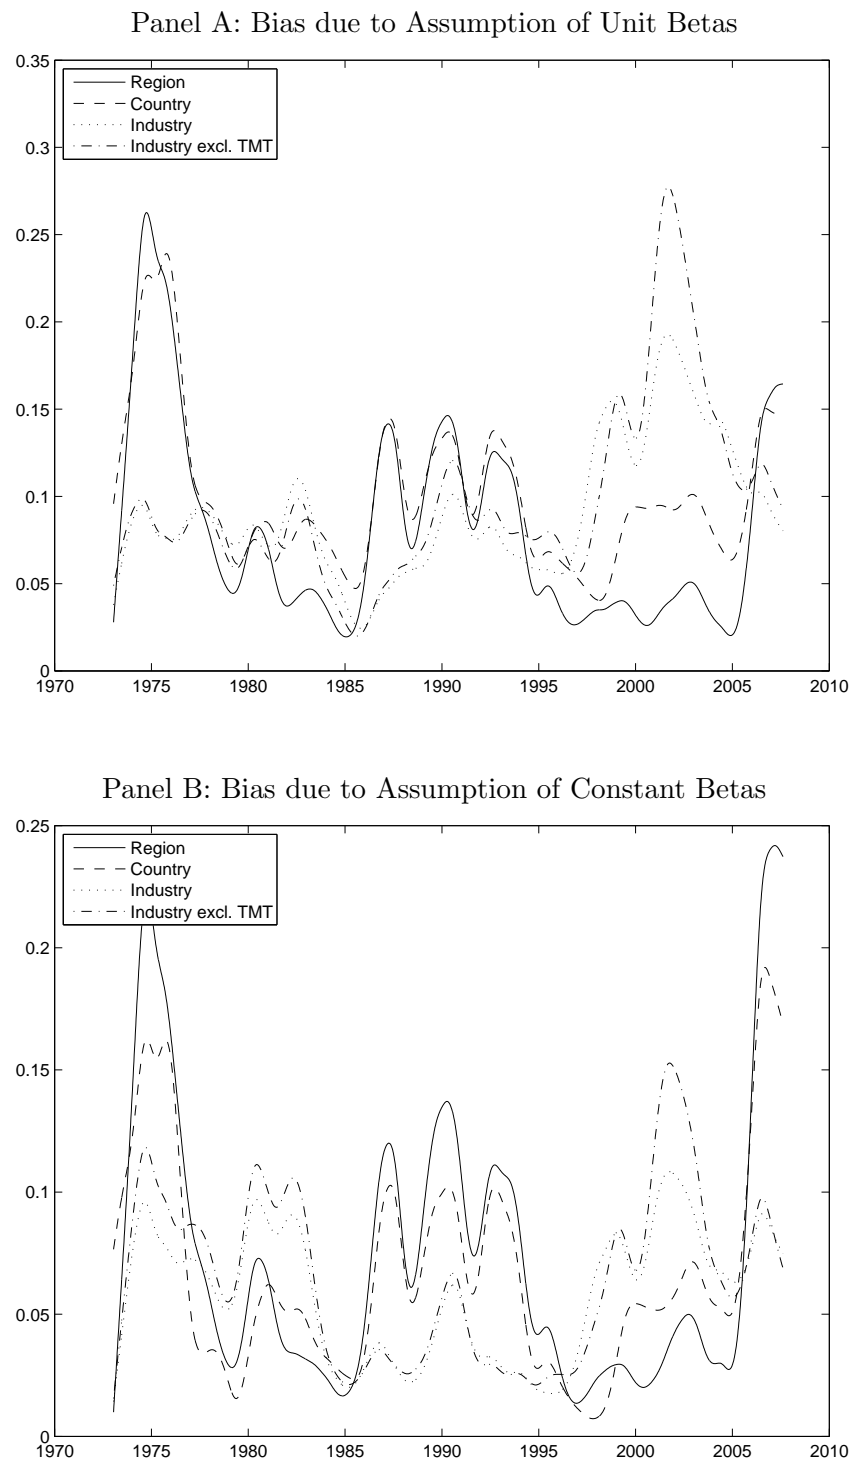 Panel A: Bias due to Assumption of Unit Betas
0.35
Region
Country
Industry
Industry excl. TMT
0.3
0.25
0.2
0.15
0.1
0.05
0
1970 1975 1980 1985 1990 1995 2000 2005 2010
Panel B: Bias due to Assumption of Constant Betas
0.25
Region
Country
Industry
Industry excl. TMT
0.2
0.15
0.1
0.05
0
1970 1975 1980 1985 1990 1995 2000 2005 2010